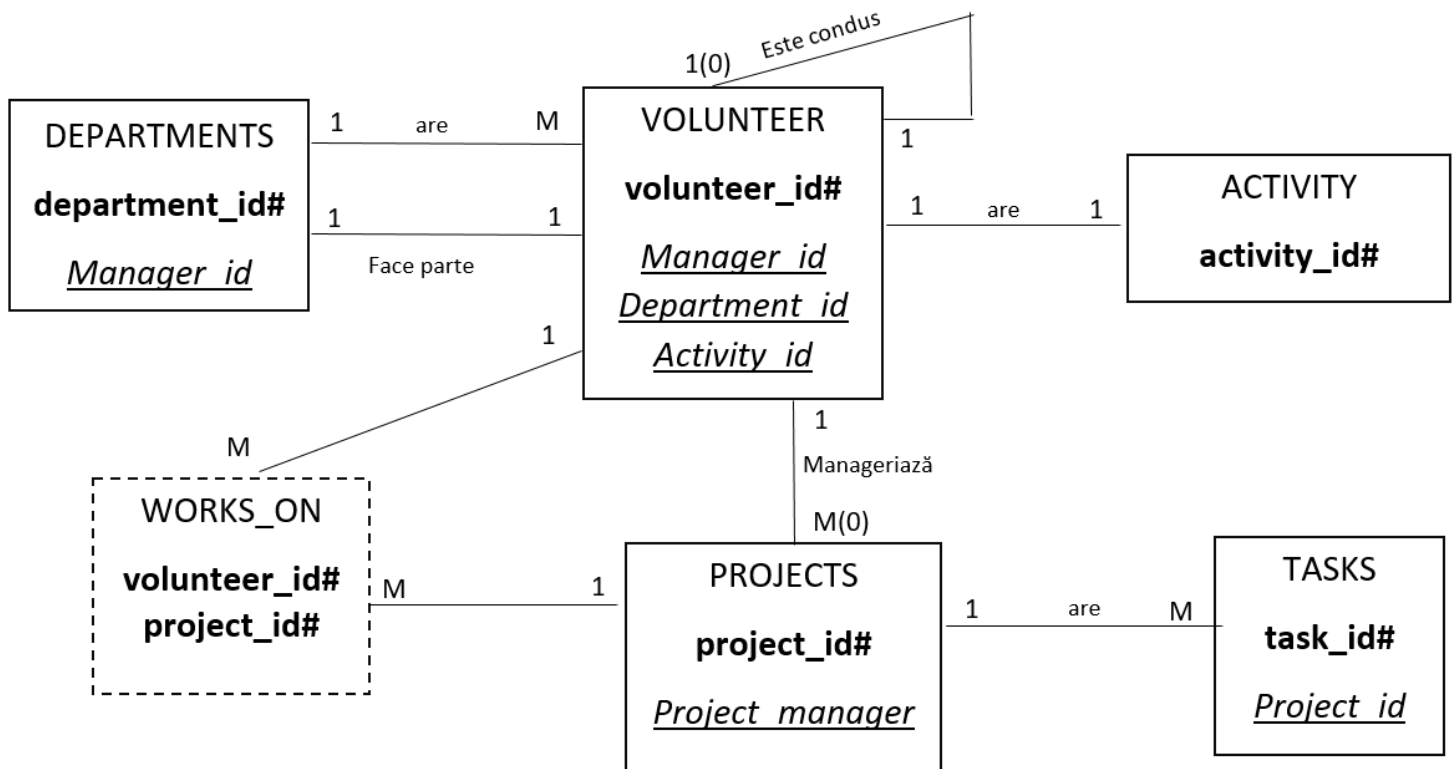 Este condus
1(0)
1
DEPARTMENTS
department_id#
Manager_id
1 are M
1 1
Face parte
VOLUNTEER
volunteer_id#
Manager_id
Department_id
Activity_id
1 are 1
ACTIVITY
activity_id#
1
M
1
Manageriază
M(0)
WORKS_ON
volunteer_id#
project_id#
M 1
PROJECTS
project_id#
Project_manager
1 are M
TASKS
task_id#
Project_id